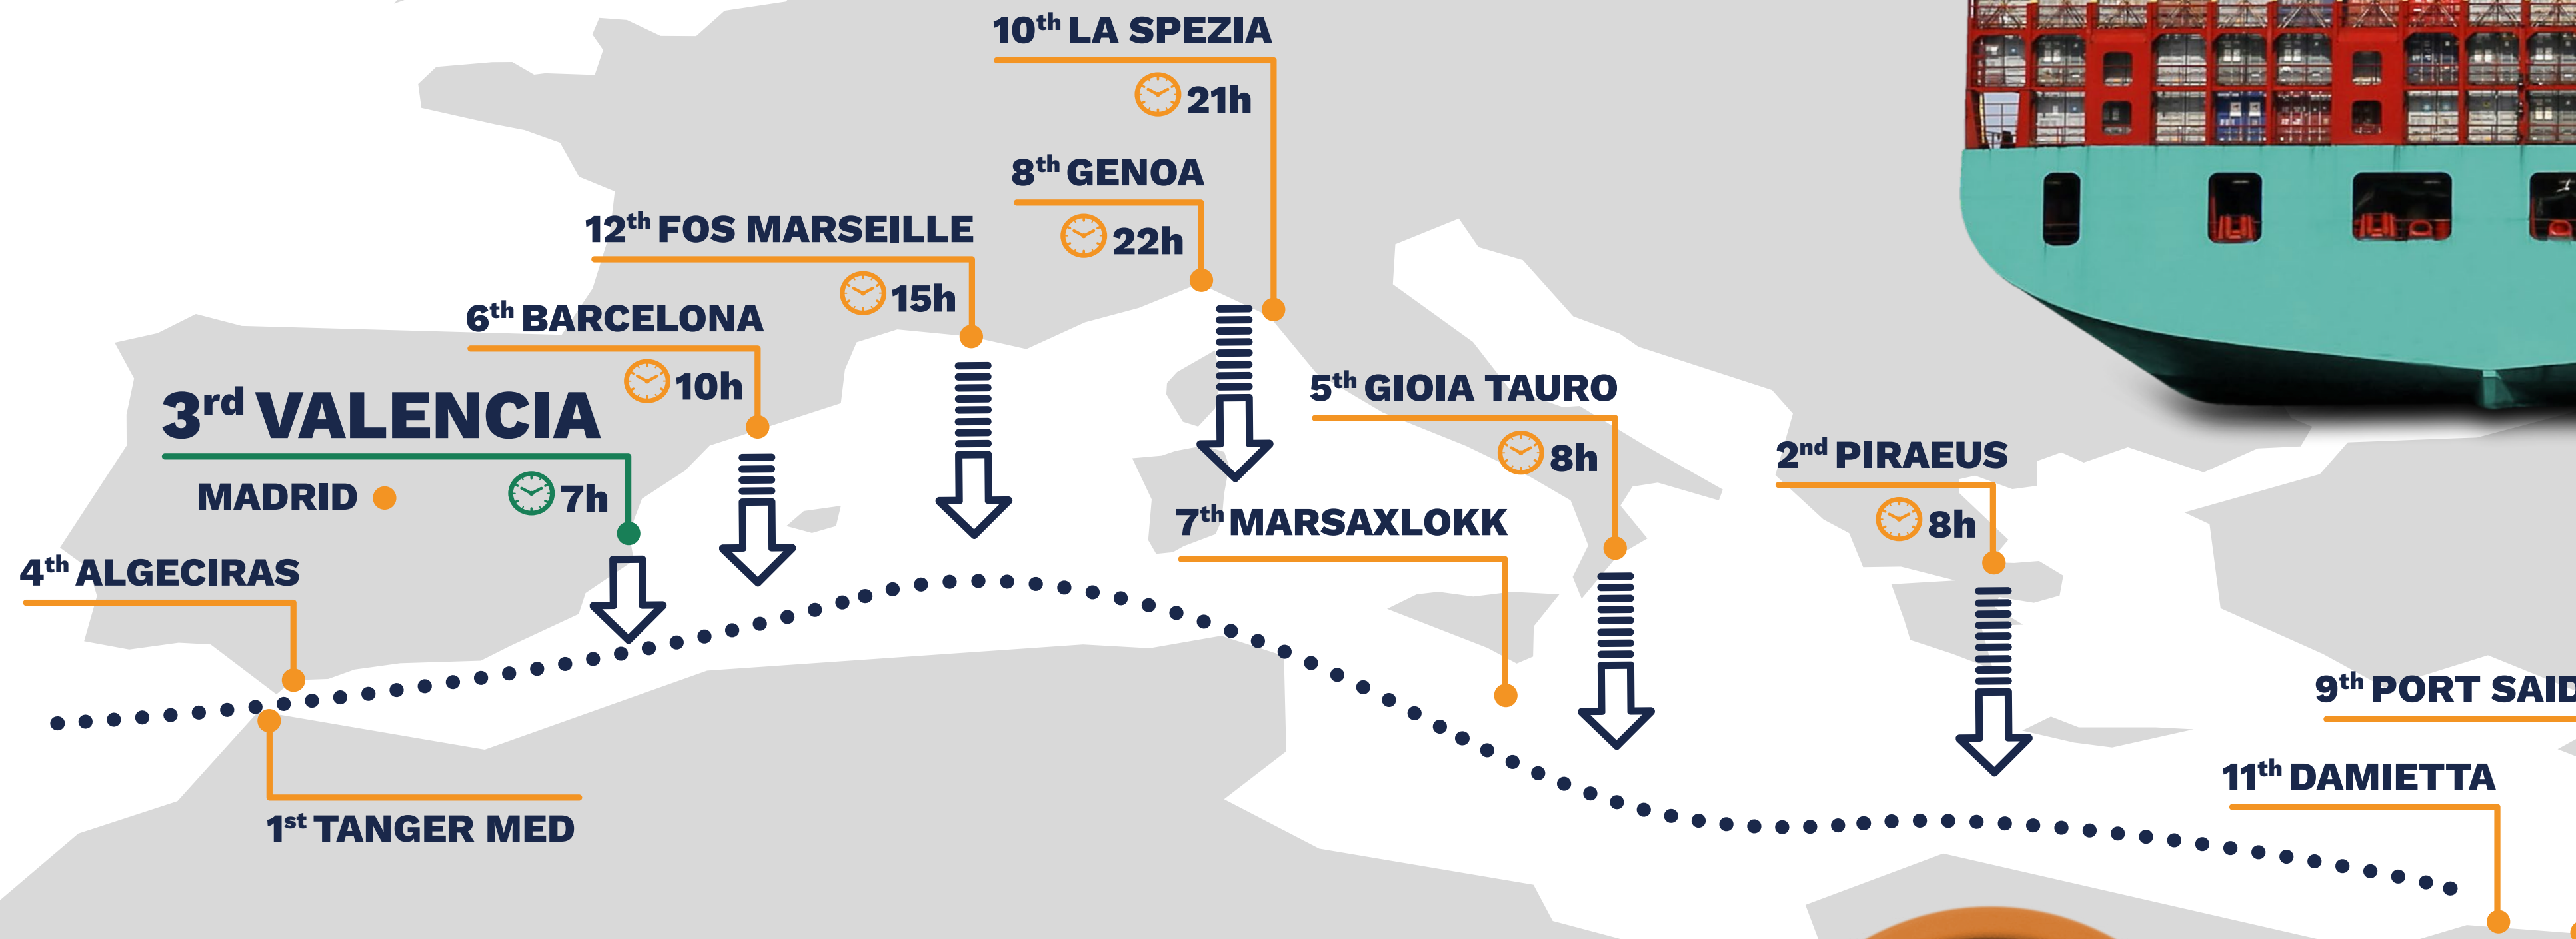 10th LA SPEZIA
21h
8th GENOA
22h
12th FOS MARSEILLE
15h
6th BARCELONA
10h
5th GIOIA TAURO
8h
3rd VALENCIA
7h
MADRID
2nd PIRAEUS
8h
7th MARSAXLOKK
4th ALGECIRAS
9th PORT SAID
11th DAMIETTA
1st TANGER MED